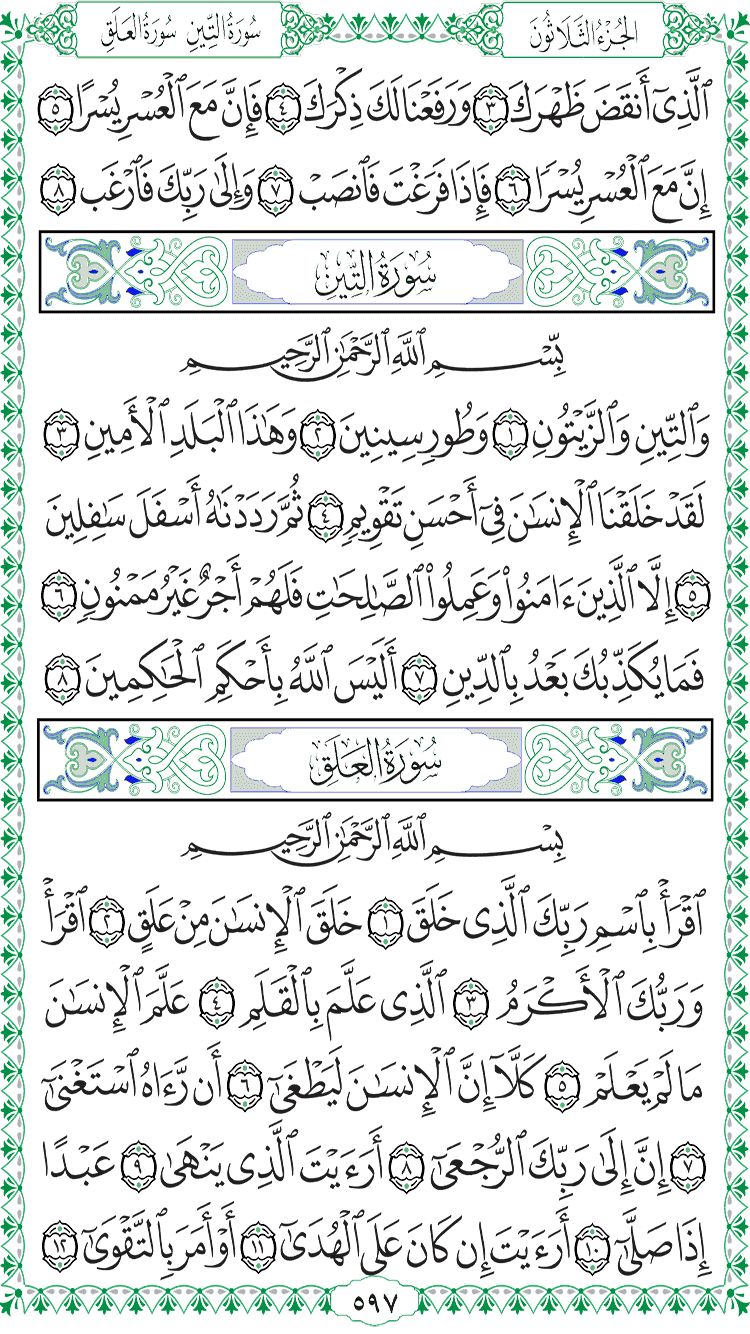 الجُزْءُ الثَّلَاثُونَ
سُورَةُ التِّينِ سُورَةُ العَلَقِ
ٱلَّذِىٓ أَنقَضَ ظَهْرَكَ ۝٣ وَرَفَعْنَا لَكَ ذِكْرَكَ ۝٤ فَإِنَّ مَعَ ٱلْعُسْرِ يُسْرًا ۝٥
إِنَّ مَعَ ٱلْعُسْرِ يُسْرًا ۝٦ فَإِذَا فَرَغْتَ فَٱنصَبْ ۝٧ وَإِلَىٰ رَبِّكَ فَٱرْغَب ۝٨
سُورَةُ التِّينِ
بِّسْمِ ٱللَّهِ ٱلرَّحْمَٰنِ ٱلرَّحِيمِ
وَٱلتِّينِ وَٱلزَّيْتُونِ ۝١ وَطُورِ سِينِينَ ۝٢ وَهَٰذَا ٱلْبَلَدِ ٱلْأَمِينِ ۝٣
لَقَدْ خَلَقْنَا ٱلْإِنسَٰنَ فِىٓ أَحْسَنِ تَقْوِيمٍ ۝٤ ثُمَّ رَدَدْنَٰهُ أَسْفَلَ سَٰفِلِينَ
۝٥ إِلَّا ٱلَّذِينَ ءَامَنُوا۟ وَعَمِلُوا۟ ٱلصَّٰلِحَٰتِ فَلَهُمْ أَجْرٌ غَيْرُ مَمْنُونٍ ۝٦
فَمَا يُكَذِّبُكَ بَعْدُ بِٱلدِّينِ ۝٧ أَلَيْسَ ٱللَّهُ بِأَحْكَمِ ٱلْحَٰكِمِينَ ۝٨
سُورَةُ العَلَقِ
بِسْمِ ٱللَّهِ ٱلرَّحْمَٰنِ ٱلرَّحِيمِ
ٱقْرَأْ بِٱسْمِ رَبِّكَ ٱلَّذِى خَلَقَ ۝١ خَلَقَ ٱلْإِنسَٰنَ مِنْ عَلَقٍ ۝٢ ٱقْرَأْ
وَرَبُّكَ ٱلْأَكْرَمُ ۝٣ ٱلَّذِى عَلَّمَ بِٱلْقَلَمِ ۝٤ عَلَّمَ ٱلْإِنسَٰنَ
مَا لَمْ يَعْلَمْ ۝٥ كَلَّآ إِنَّ ٱلْإِنسَٰنَ لَيَطْغَىٰٓ ۝٦ أَن رَّءَاهُ ٱسْتَغْنَىٰٓ
۝٧ إِنَّ إِلَىٰ رَبِّكَ ٱلرُّجْعَىٰٓ ۝٨ أَرَءَيْتَ ٱلَّذِى يَنْهَىٰ ۝٩ عَبْدًا
إِذَا صَلَّىٰٓ ۝١٠ أَرَءَيْتَ إِن كَانَ عَلَى ٱلْهُدَىٰٓ ۝١١ أَوْ أَمَرَ بِٱلتَّقْوَىٰٓ ۝١٢
٥٩٧